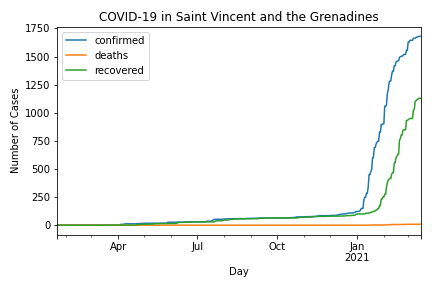 COVID-19 in Saint Vincent and the Grenadines
1750
1500
1250
1000
750
500
250
0
Number of Cases
confirmed
deaths
recovered
Apr
Jul
Oct
Jan
2021
Day